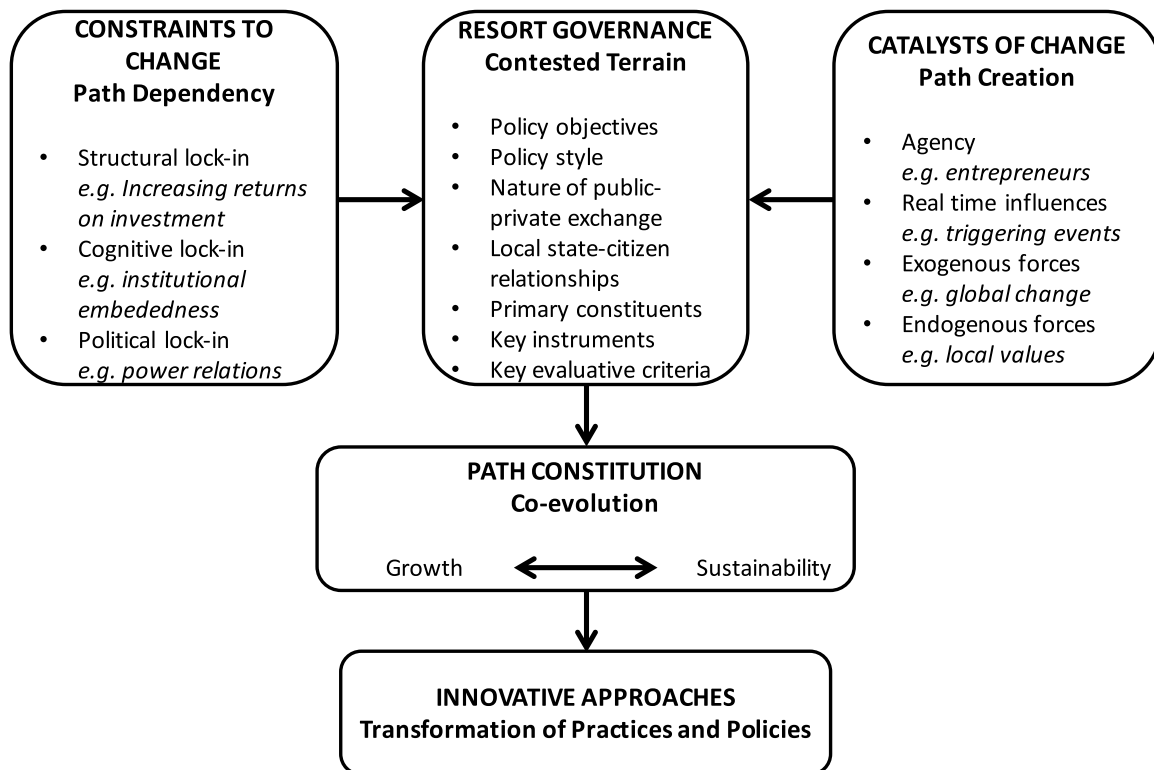 CONSTRAINTS TO
CHANGE
Path Dependency
• Structural lock-in
e.g. Increasing returns
on investment
• Cognitive lock-in
e.g. institutional
embededness
• Political lock-in
e.g. power relations
RESORT GOVERNANCE
Contested Terrain
• Policy objectives
• Policy style
• Nature of public-
private exchange
• Local state-citizen
relationships
• Primary constituents
• Key instruments
• Key evaluative criteria
CATALYSTS OF CHANGE
Path Creation
• Agency
e.g. entrepreneurs
• Real time influences
e.g. triggering events
• Exogenous forces
e.g. global change
• Endogenous forces
e.g. local values
PATH CONSTITUTION
Co-evolution
Growth Sustainability
INNOVATIVE APPROACHES
Transformation of Practices and Policies